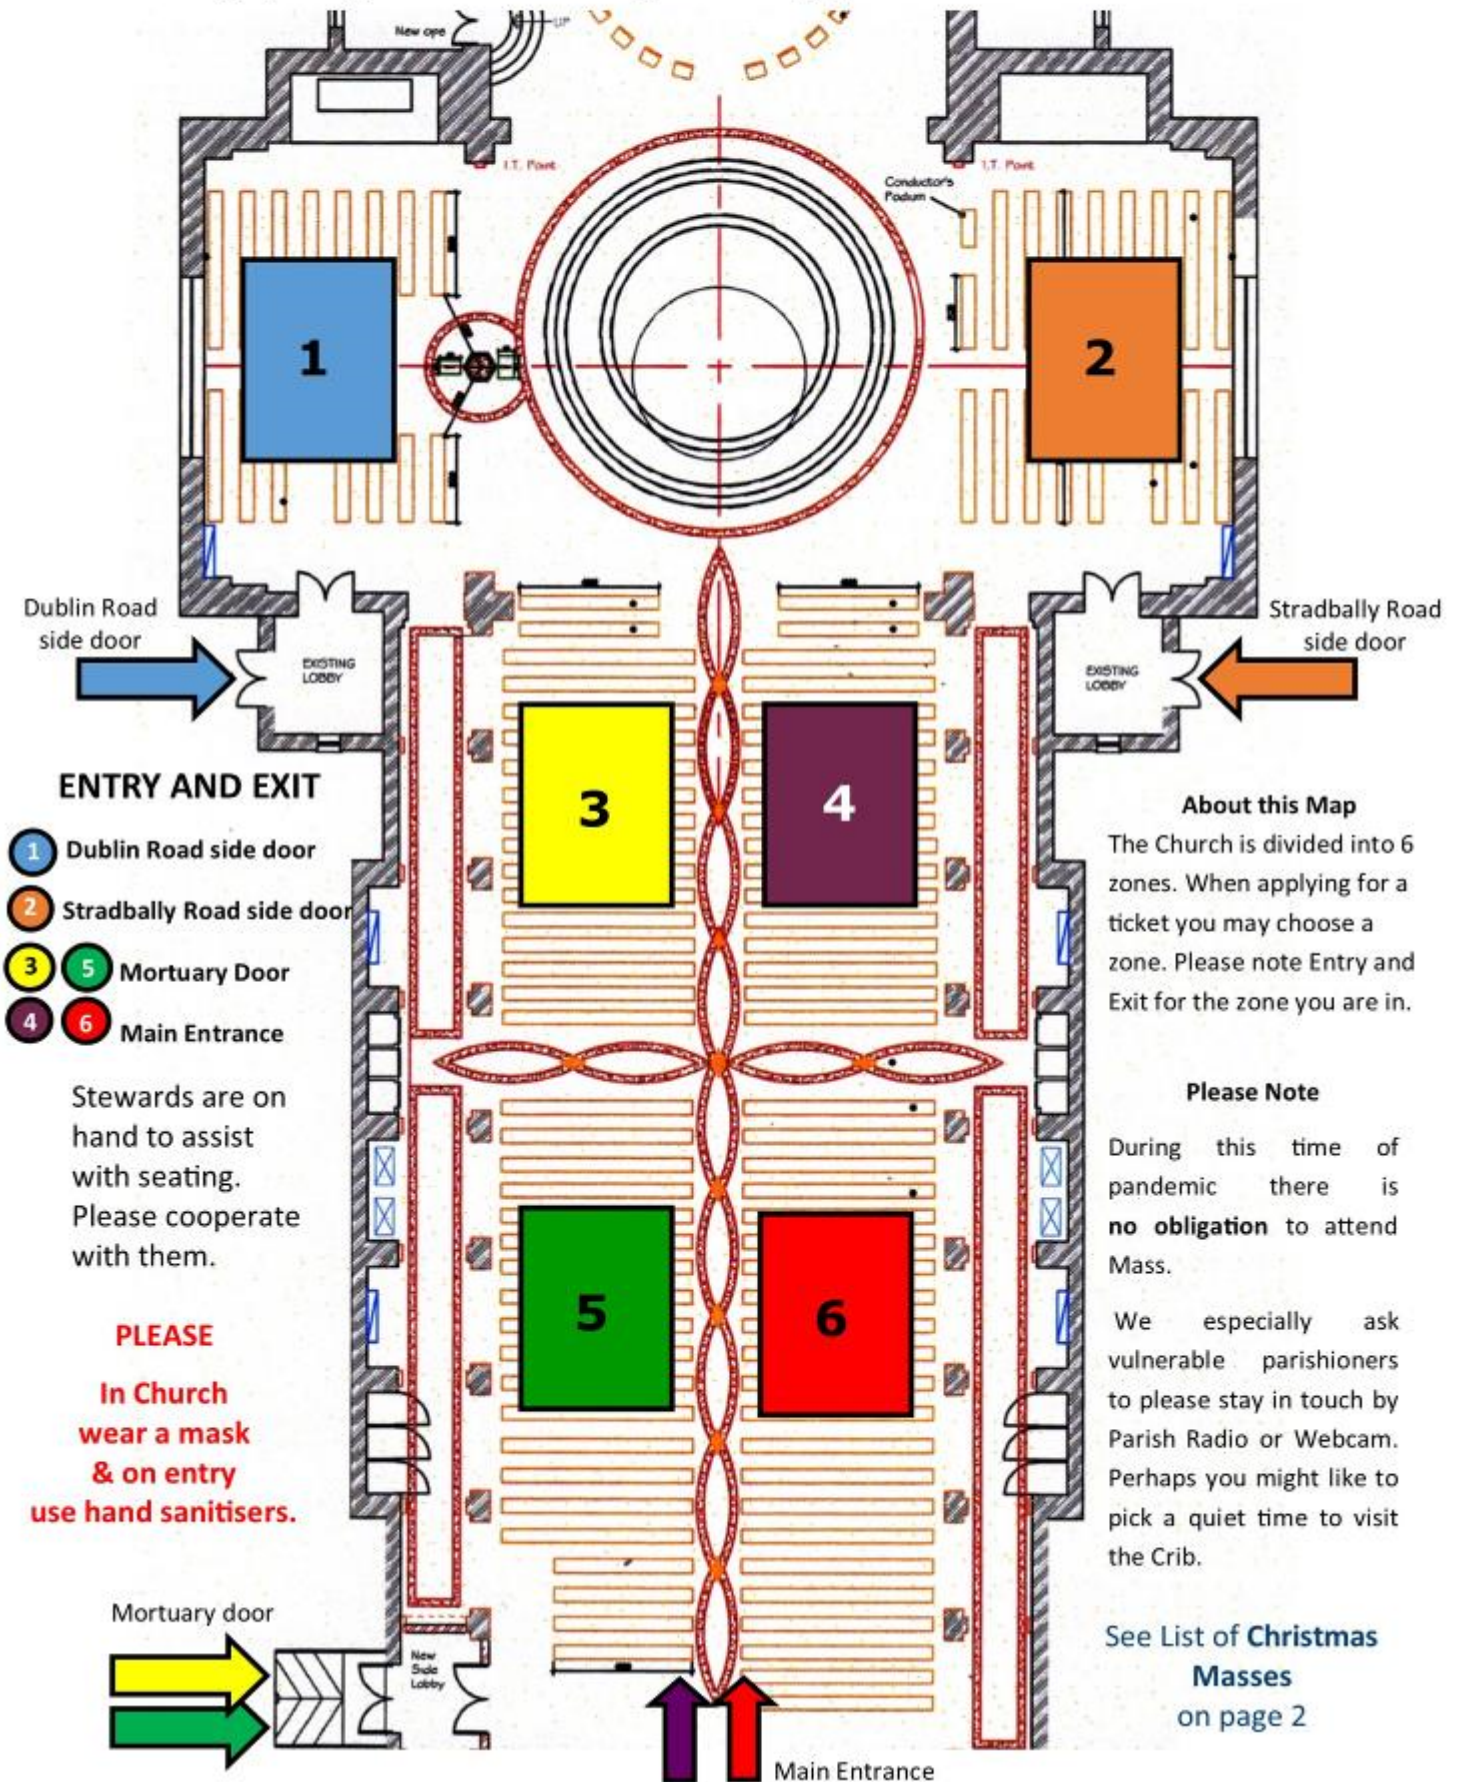 New ope
UP
I.T. Point
I.T. Point
Conductor's
Podium
1
2
Dublin Road
side door
EXISTING
LOBBY
EXISTING
LOBBY
Stradbally Road
side door
3
4
ENTRY AND EXIT
1 Dublin Road side door
2 Stradbally Road side door
3 5 Mortuary Door
4 6 Main Entrance
Stewards are on
hand to assist
with seating.
Please cooperate
with them.
PLEASE
In Church
wear a mask
& on entry
use hand sanitisers.
About this Map
The Church is divided into 6
zones. When applying for a
ticket you may choose a
zone. Please note Entry and
Exit for the zone you are in.
Please Note
During this time of
pandemic there is
no obligation to attend
Mass.
We especially ask
vulnerable parishioners
to please stay in touch by
Parish Radio or Webcam.
Perhaps you might like to
pick a quiet time to visit
the Crib.
See List of Christmas
Masses
on page 2
5
6
Mortuary door
New
Side
Lobby
Main Entrance